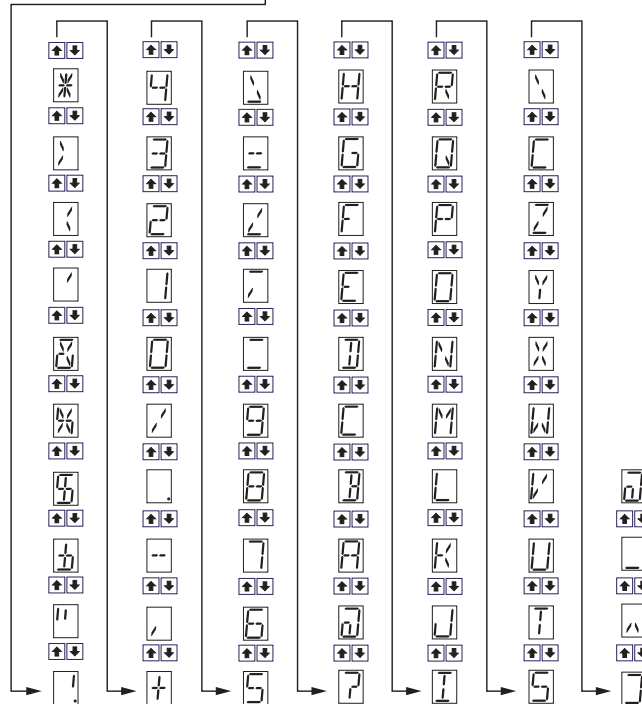 * 4 > H R \
) 3 = G Q [
( 2 < F P Z
' 1 ; E O Y
& 0 : D N X
% / 9 C M W
$ . 8 B L V @
# - 7 A K U _
" , 6 @ J T ^
! + 5 ? I S ]